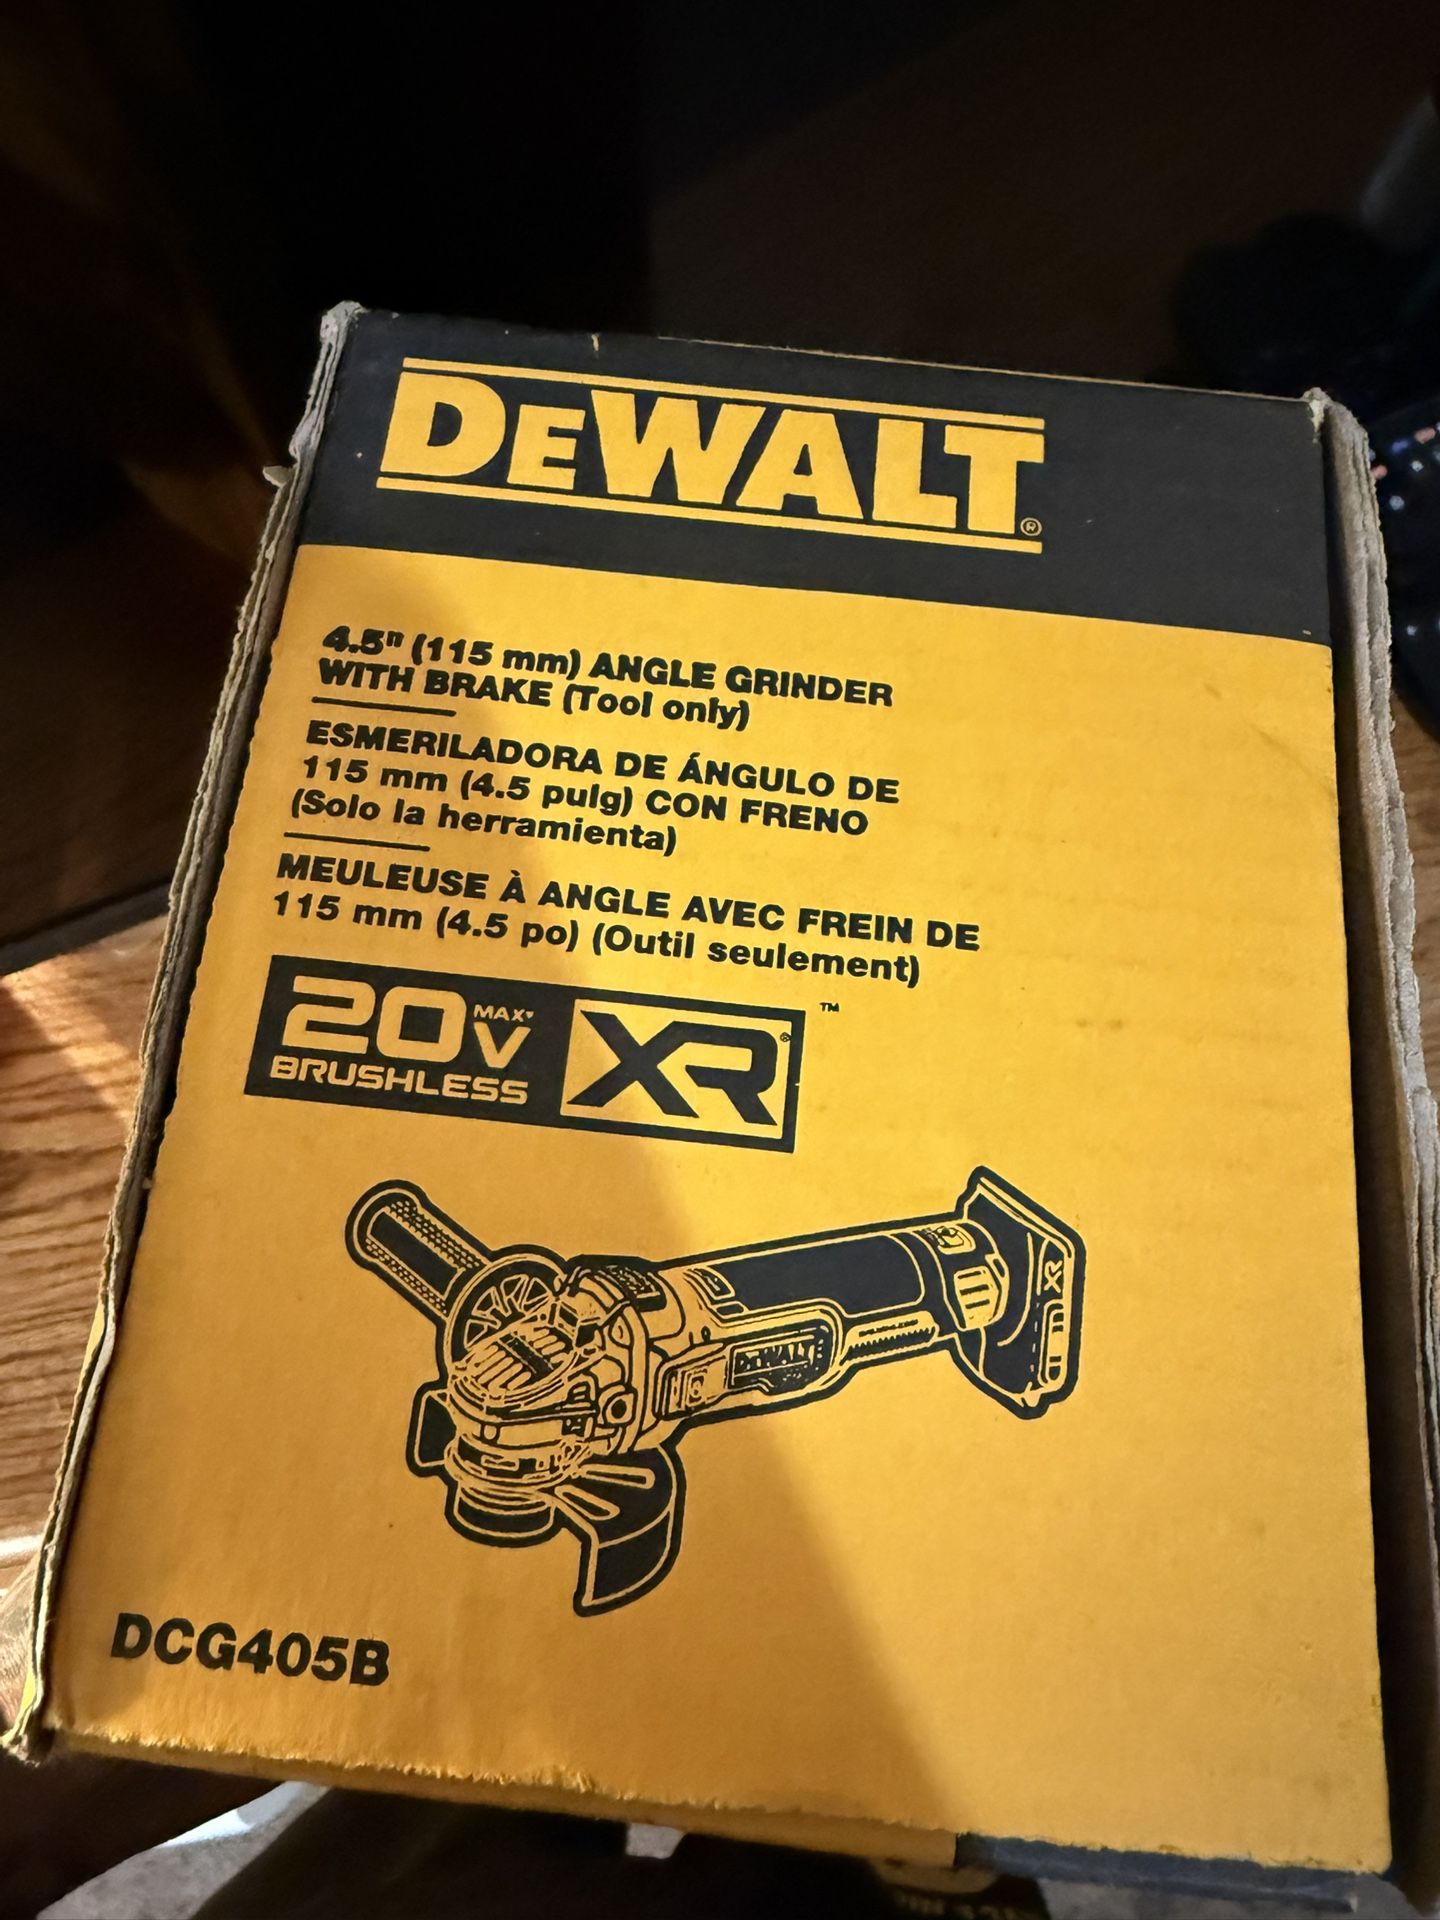 DEWALT®
4.5" (115 mm) ANGLE GRINDER
WITH BRAKE (Tool only)
ESMERILADORA DE ÁNGULO DE
115 mm (4.5 pulg) CON FRENO
(Solo la herramienta)
MEULEUSE À ANGLE AVEC FREIN DE
115 mm (4.5 po) (Outil seulement)
20V MAX*
BRUSHLESS
XR® ™
DEWALT
XR
DCG405B